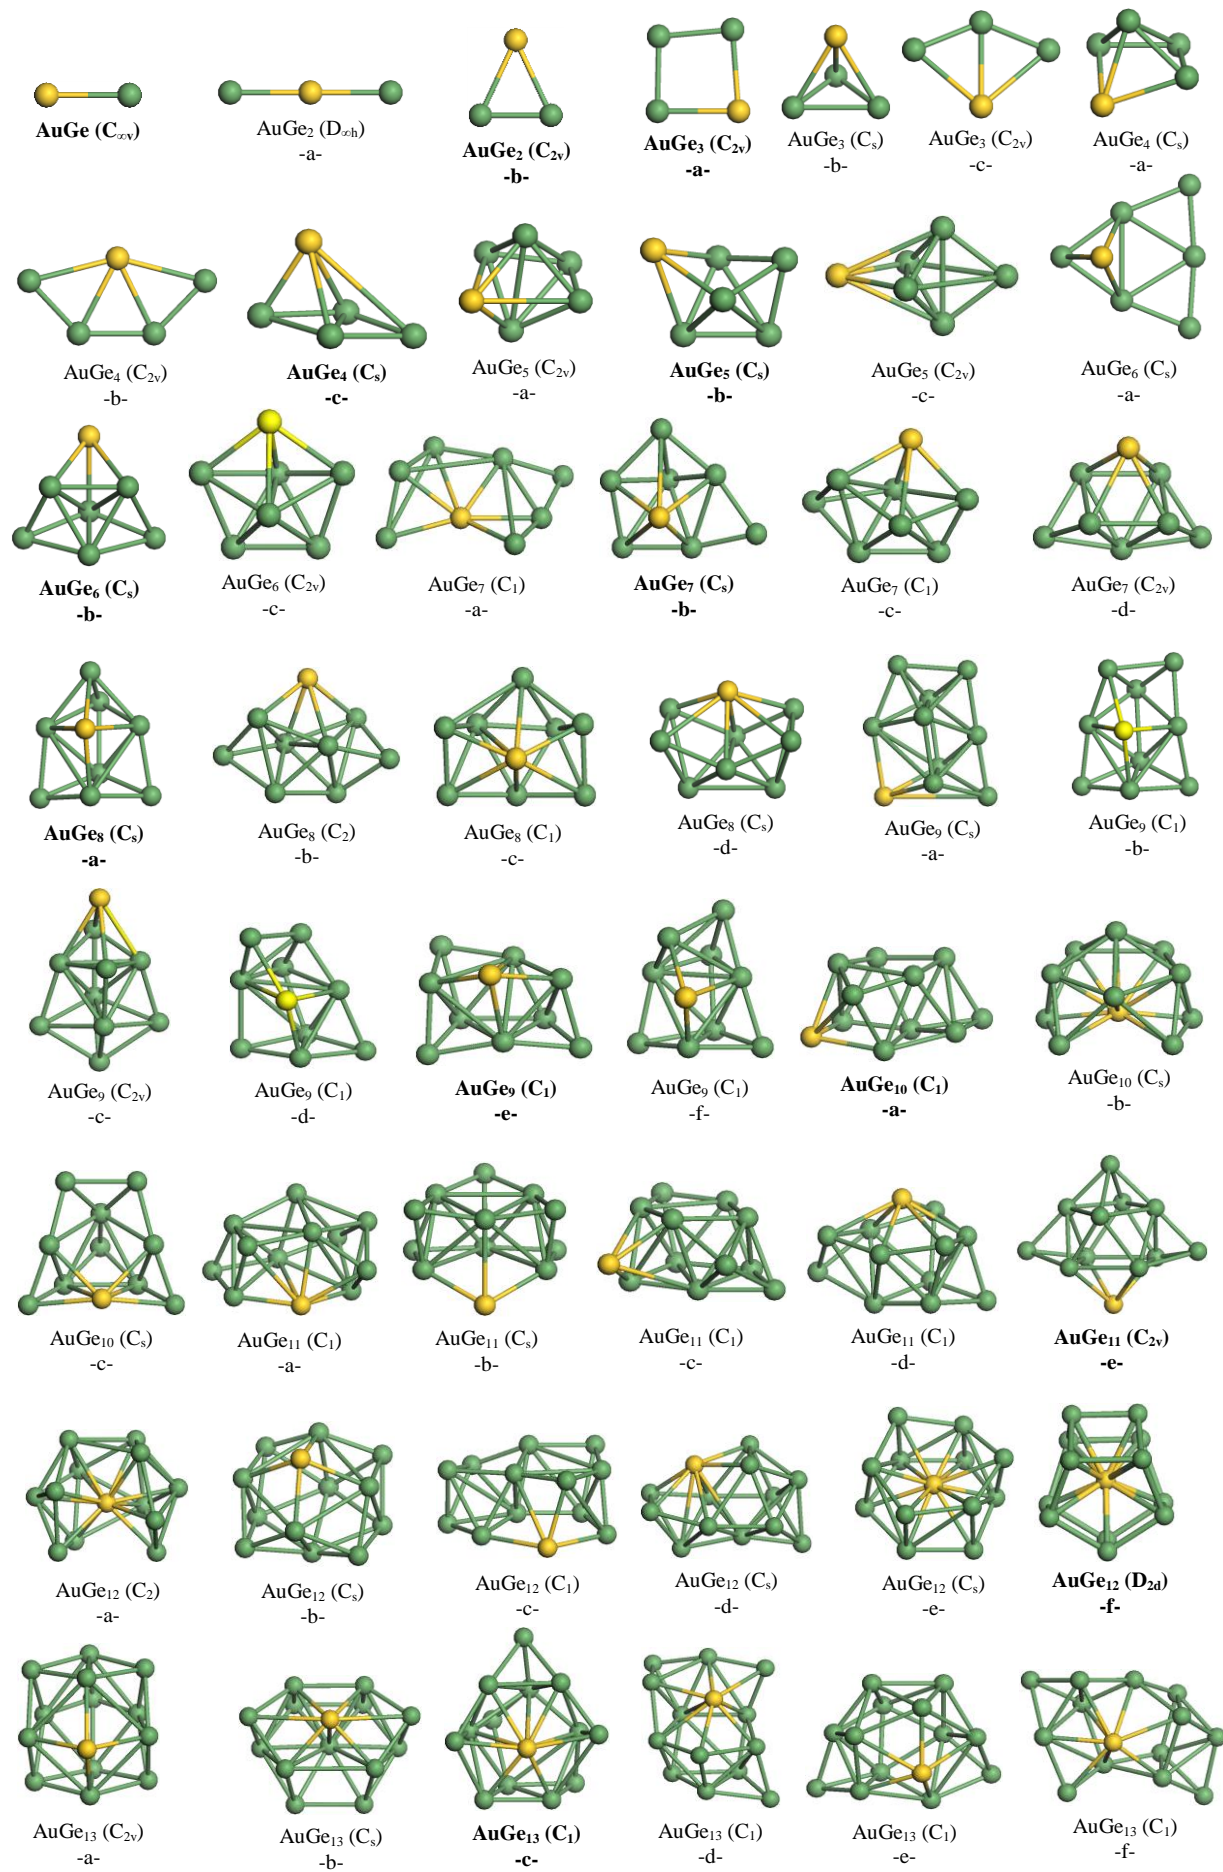 AuGe (C∞v)
AuGe2 (D∞h)
-a-
AuGe2 (C2v)
-b-
AuGe3 (C2v)
-a-
AuGe3 (Cs)
-b-
AuGe3 (C2v)
-c-
AuGe4 (Cs)
-a-
AuGe4 (C2v)
-b-
AuGe4 (Cs)
-c-
AuGe5 (C2v)
-a-
AuGe5 (Cs)
-b-
AuGe5 (C2v)
-c-
AuGe6 (Cs)
-a-
AuGe6 (Cs)
-b-
AuGe6 (C2v)
-c-
AuGe7 (C1)
-a-
AuGe7 (Cs)
-b-
AuGe7 (C1)
-c-
AuGe7 (C2v)
-d-
AuGe8 (Cs)
-a-
AuGe8 (C2)
-b-
AuGe8 (C1)
-c-
AuGe8 (Cs)
-d-
AuGe9 (Cs)
-a-
AuGe9 (C1)
-b-
AuGe9 (C2v)
-c-
AuGe9 (C1)
-d-
AuGe9 (C1)
-e-
AuGe9 (C1)
-f-
AuGe10 (C1)
-a-
AuGe10 (Cs)
-b-
AuGe10 (Cs)
-c-
AuGe11 (C1)
-a-
AuGe11 (Cs)
-b-
AuGe11 (C1)
-c-
AuGe11 (C1)
-d-
AuGe11 (C2v)
-e-
AuGe12 (C2)
-a-
AuGe12 (Cs)
-b-
AuGe12 (C1)
-c-
AuGe12 (Cs)
-d-
AuGe12 (Cs)
-e-
AuGe12 (D2d)
-f-
AuGe13 (C2v)
-a-
AuGe13 (Cs)
-b-
AuGe13 (C1)
-c-
AuGe13 (C1)
-d-
AuGe13 (C1)
-e-
AuGe13 (C1)
-f-